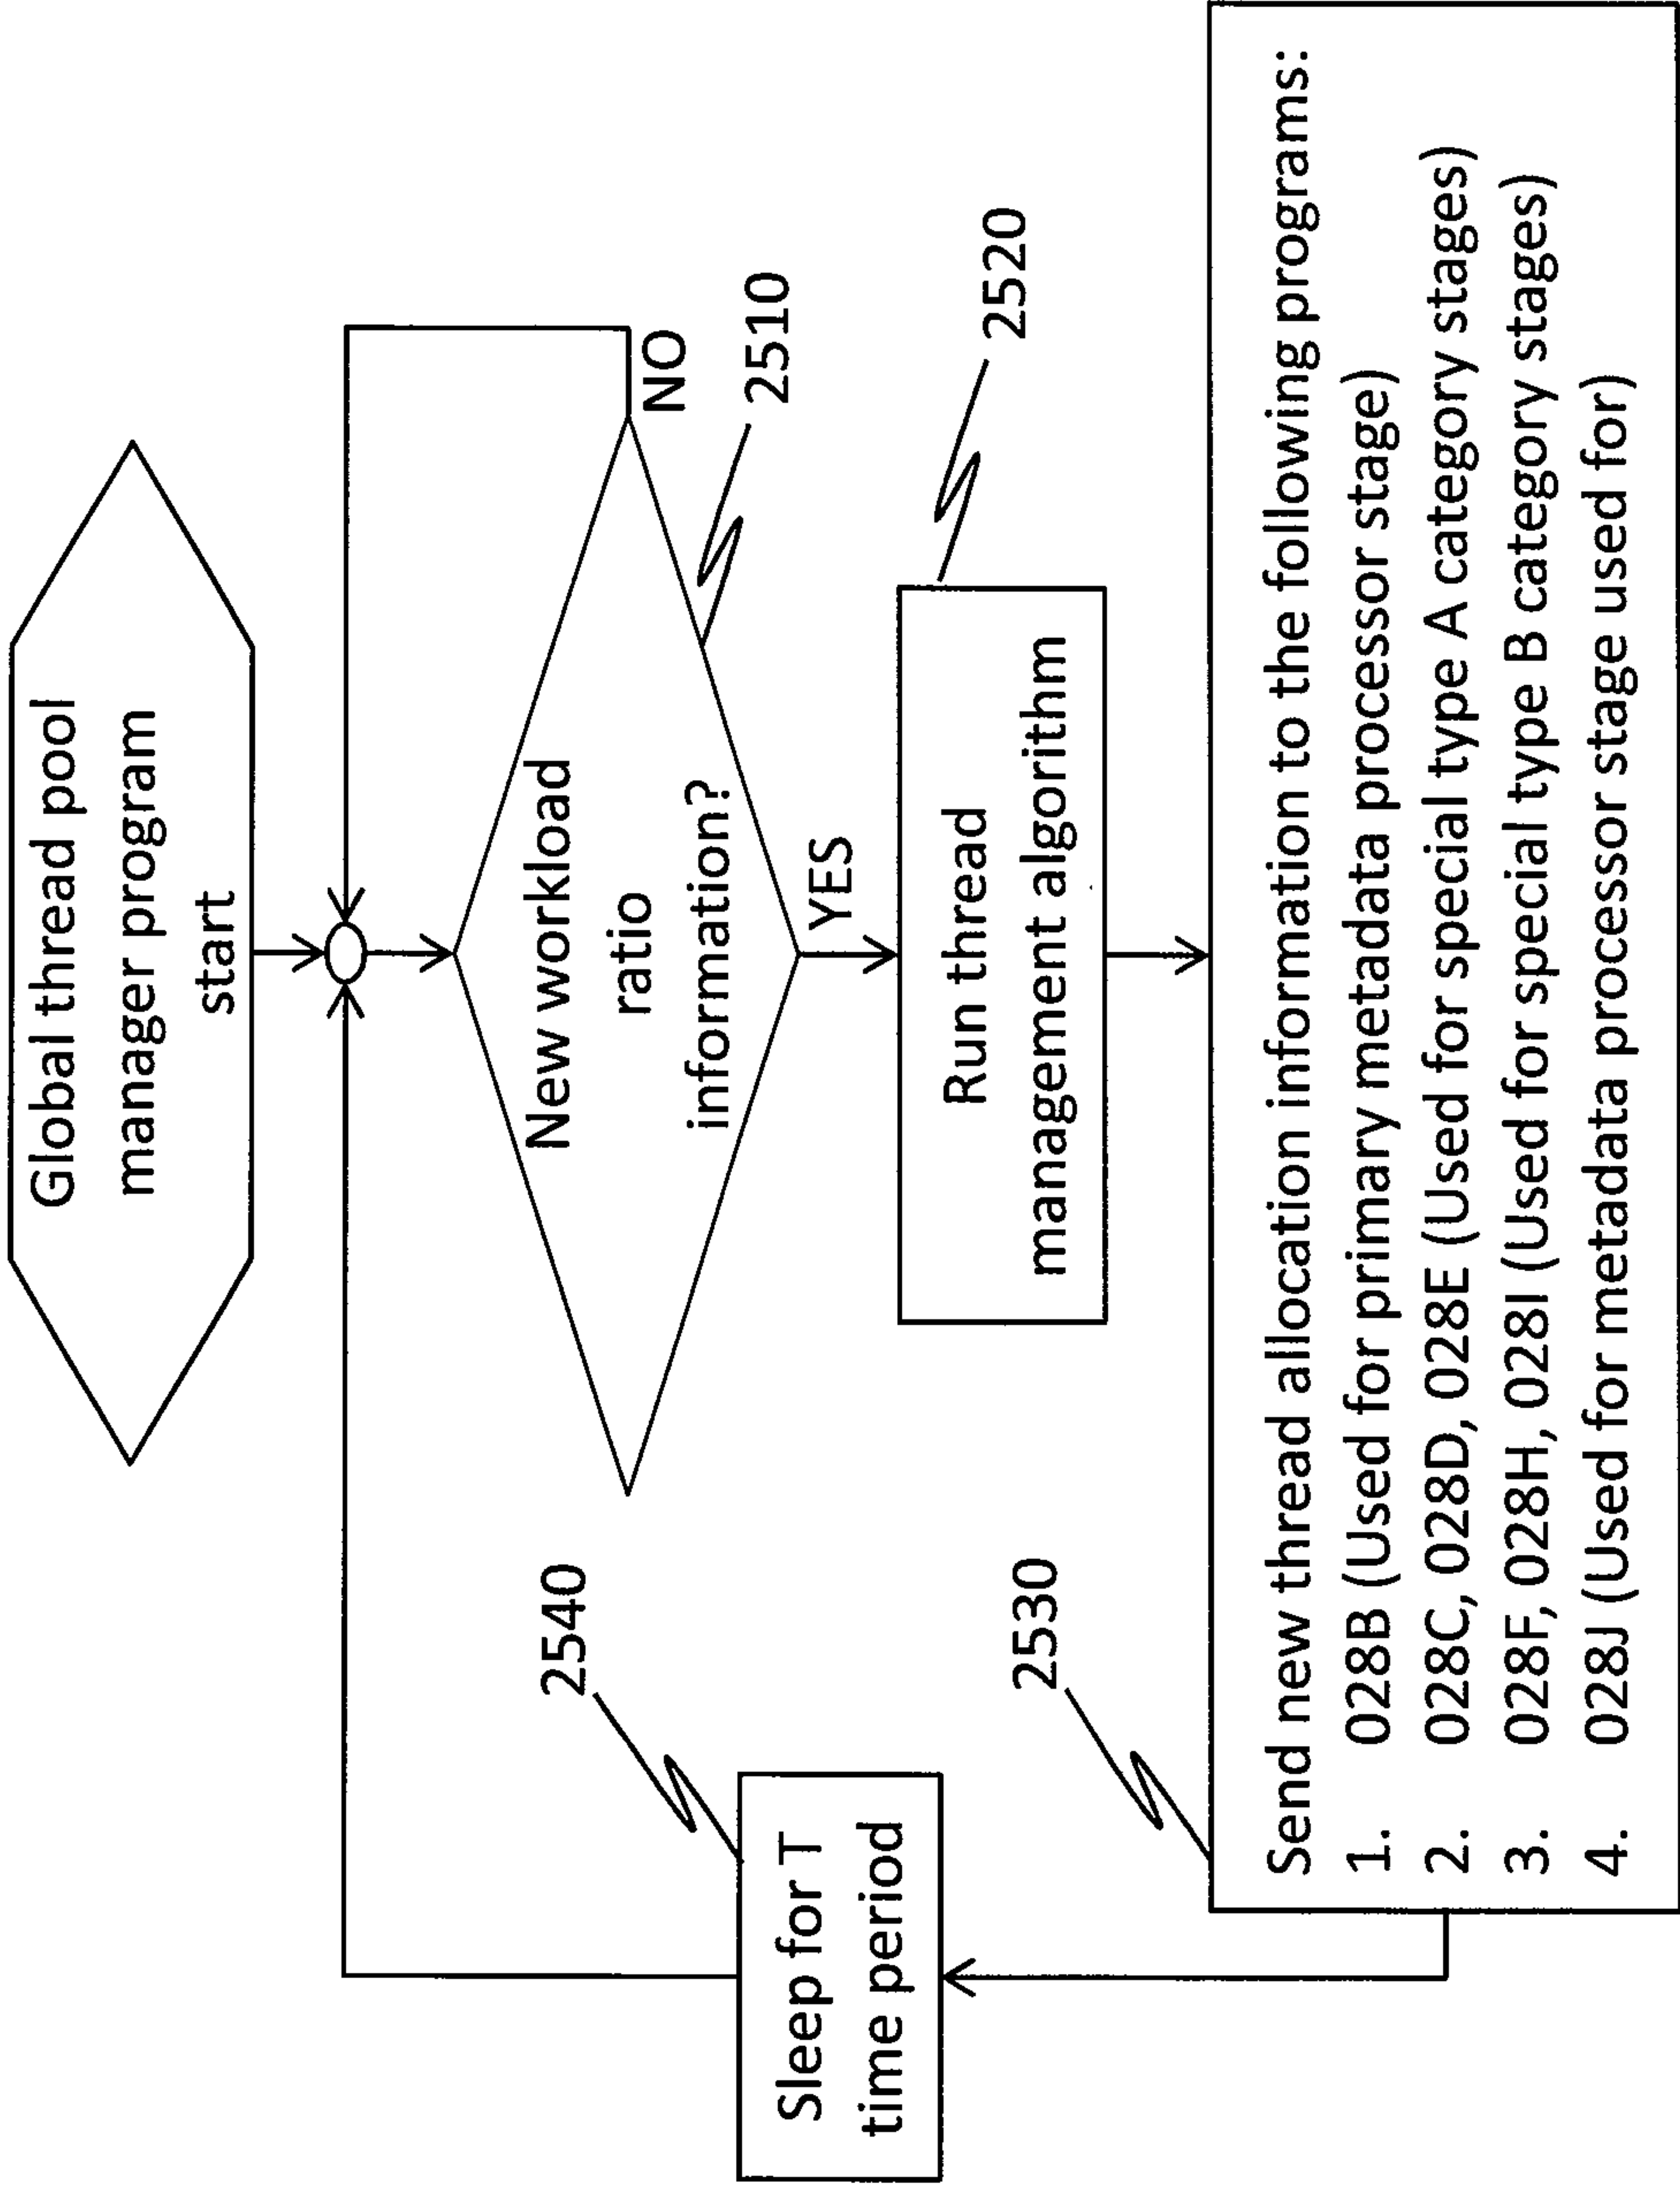 Global thread pool
manager program
start
New workload
ratio
information?
NO
2510
YES
Run thread
management algorithm
2520
Sleep for T
time period
2540
2530
Send new thread allocation information to the following programs:
1. 028B (Used for primary metadata processor stage)
2. 028C, 028D, 028E (Used for special type A category stages)
3. 028F, 028H, 028I (Used for special type B category stages)
4. 028J (Used for metadata processor stage used for)